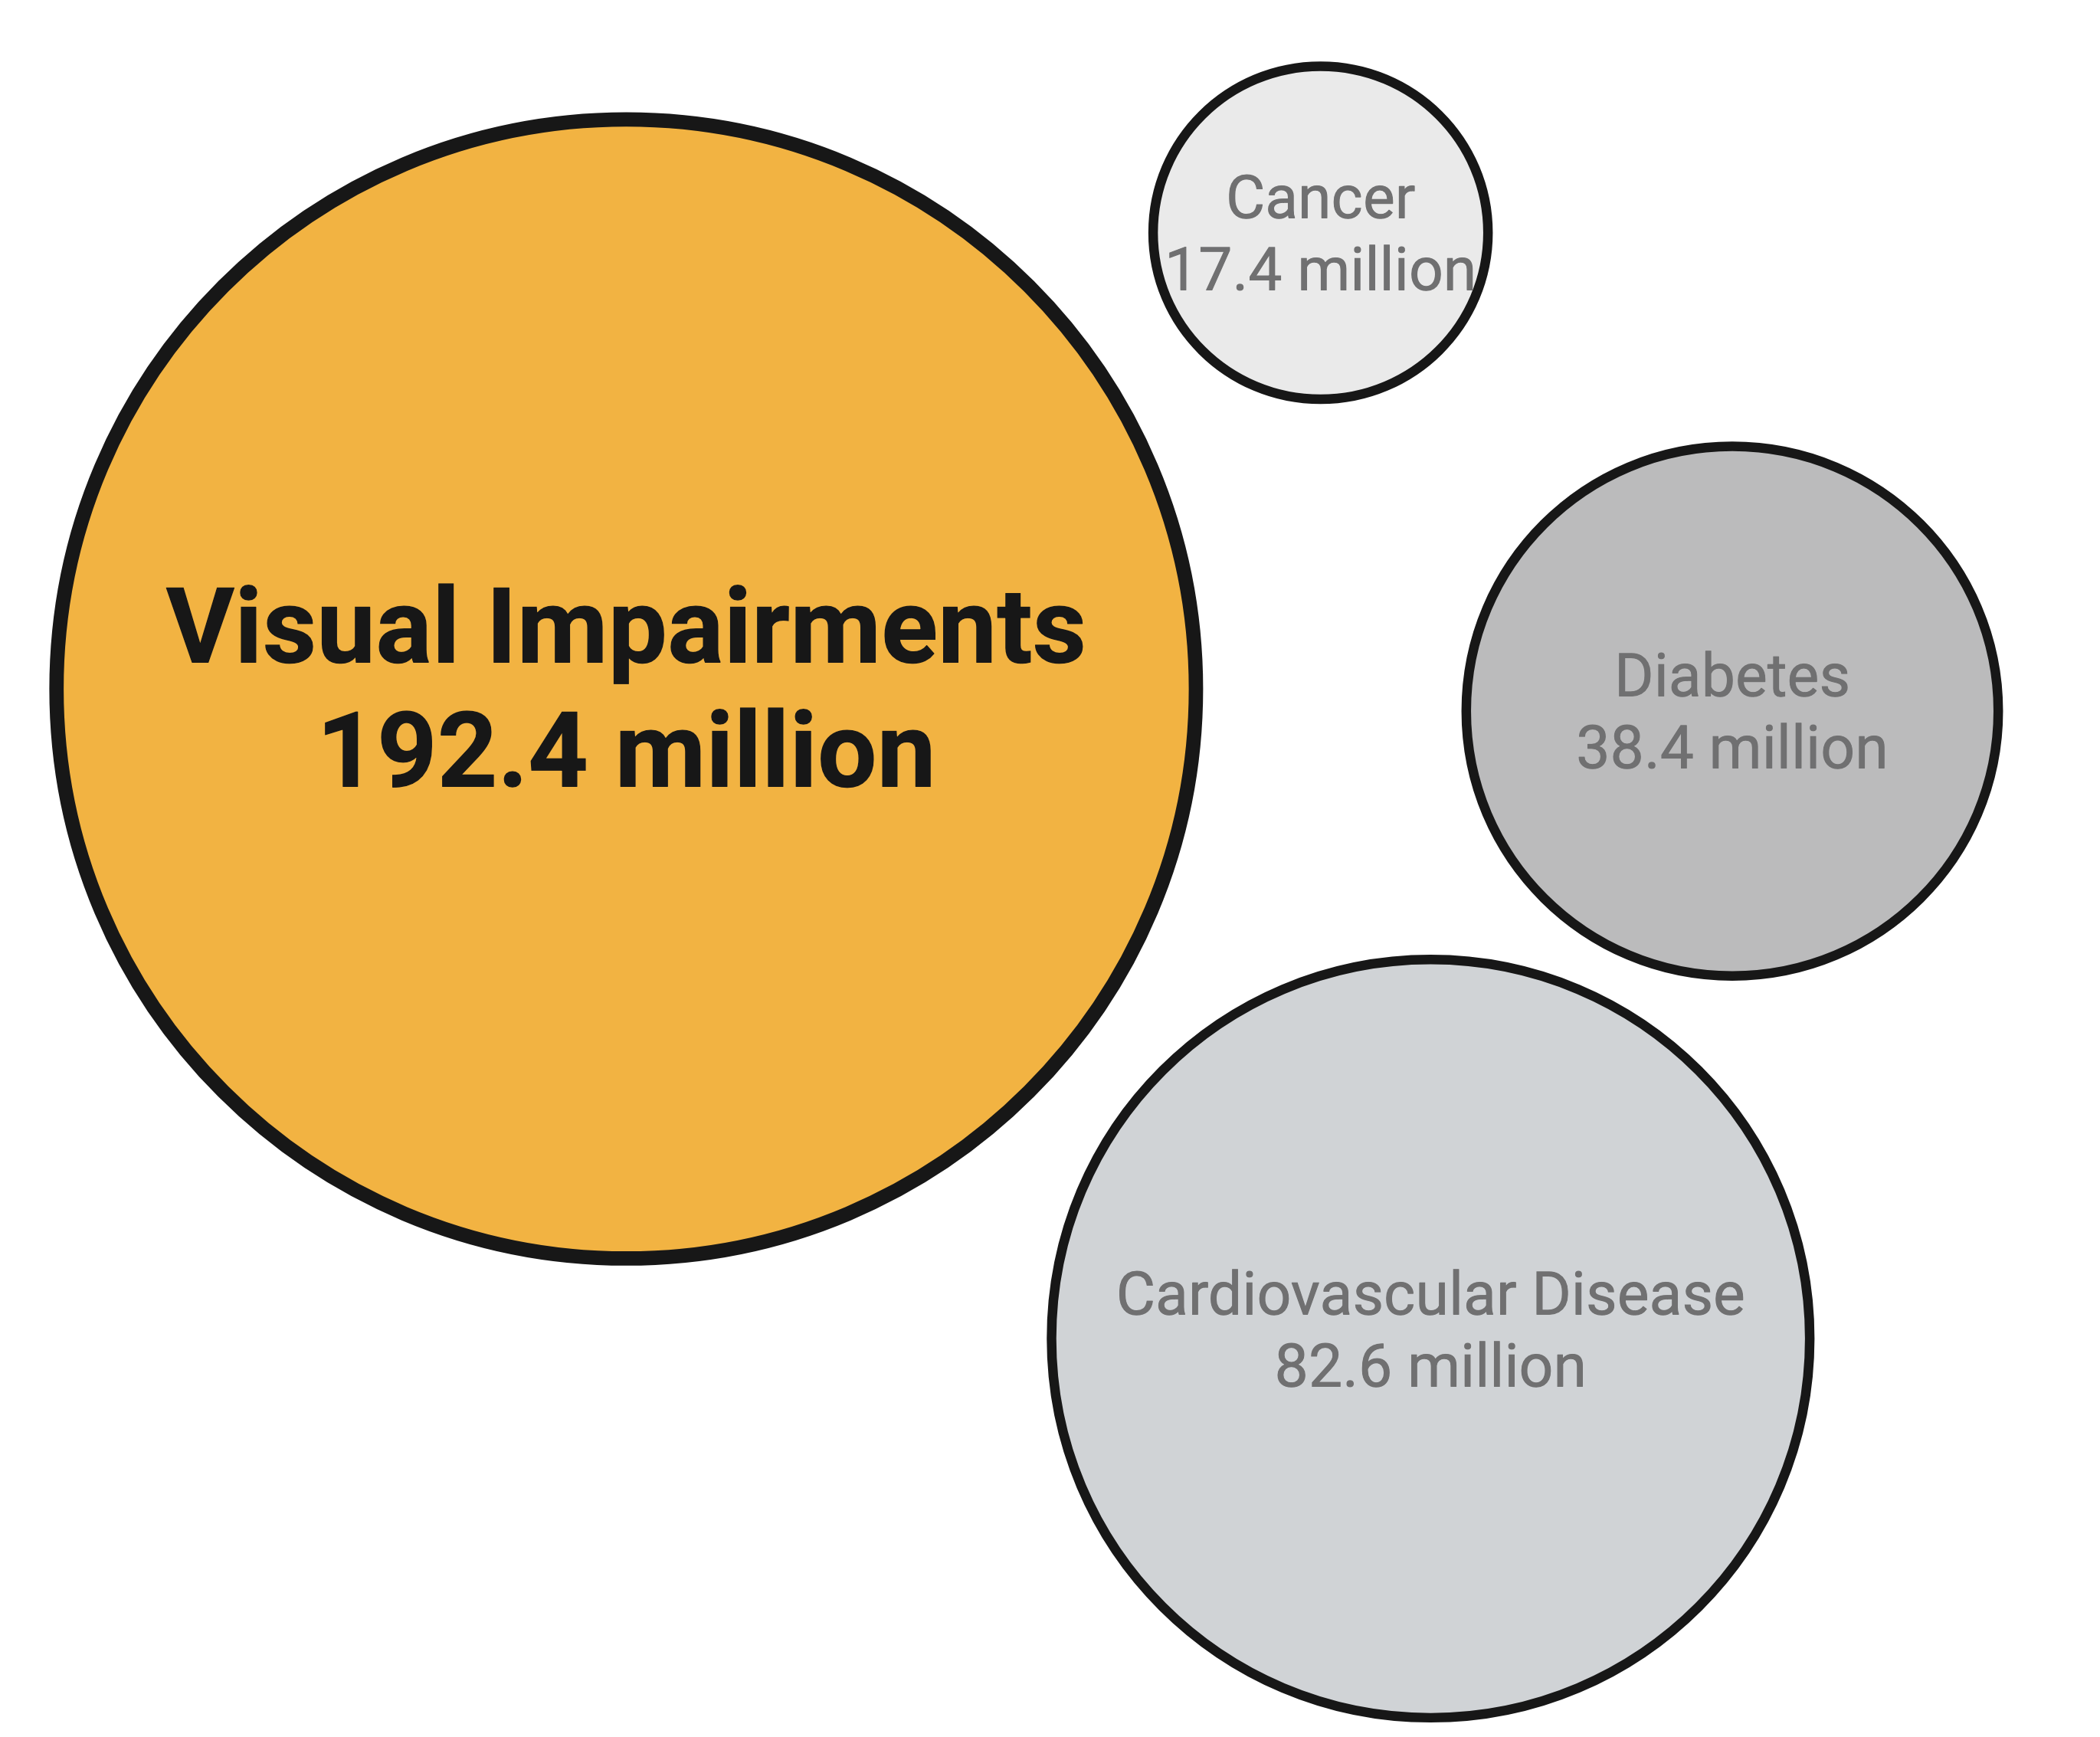 Cancer
17.4 million
Visual Impairments
192.4 million
Diabetes
38.4 million
Cardiovascular Disease
82.6 million